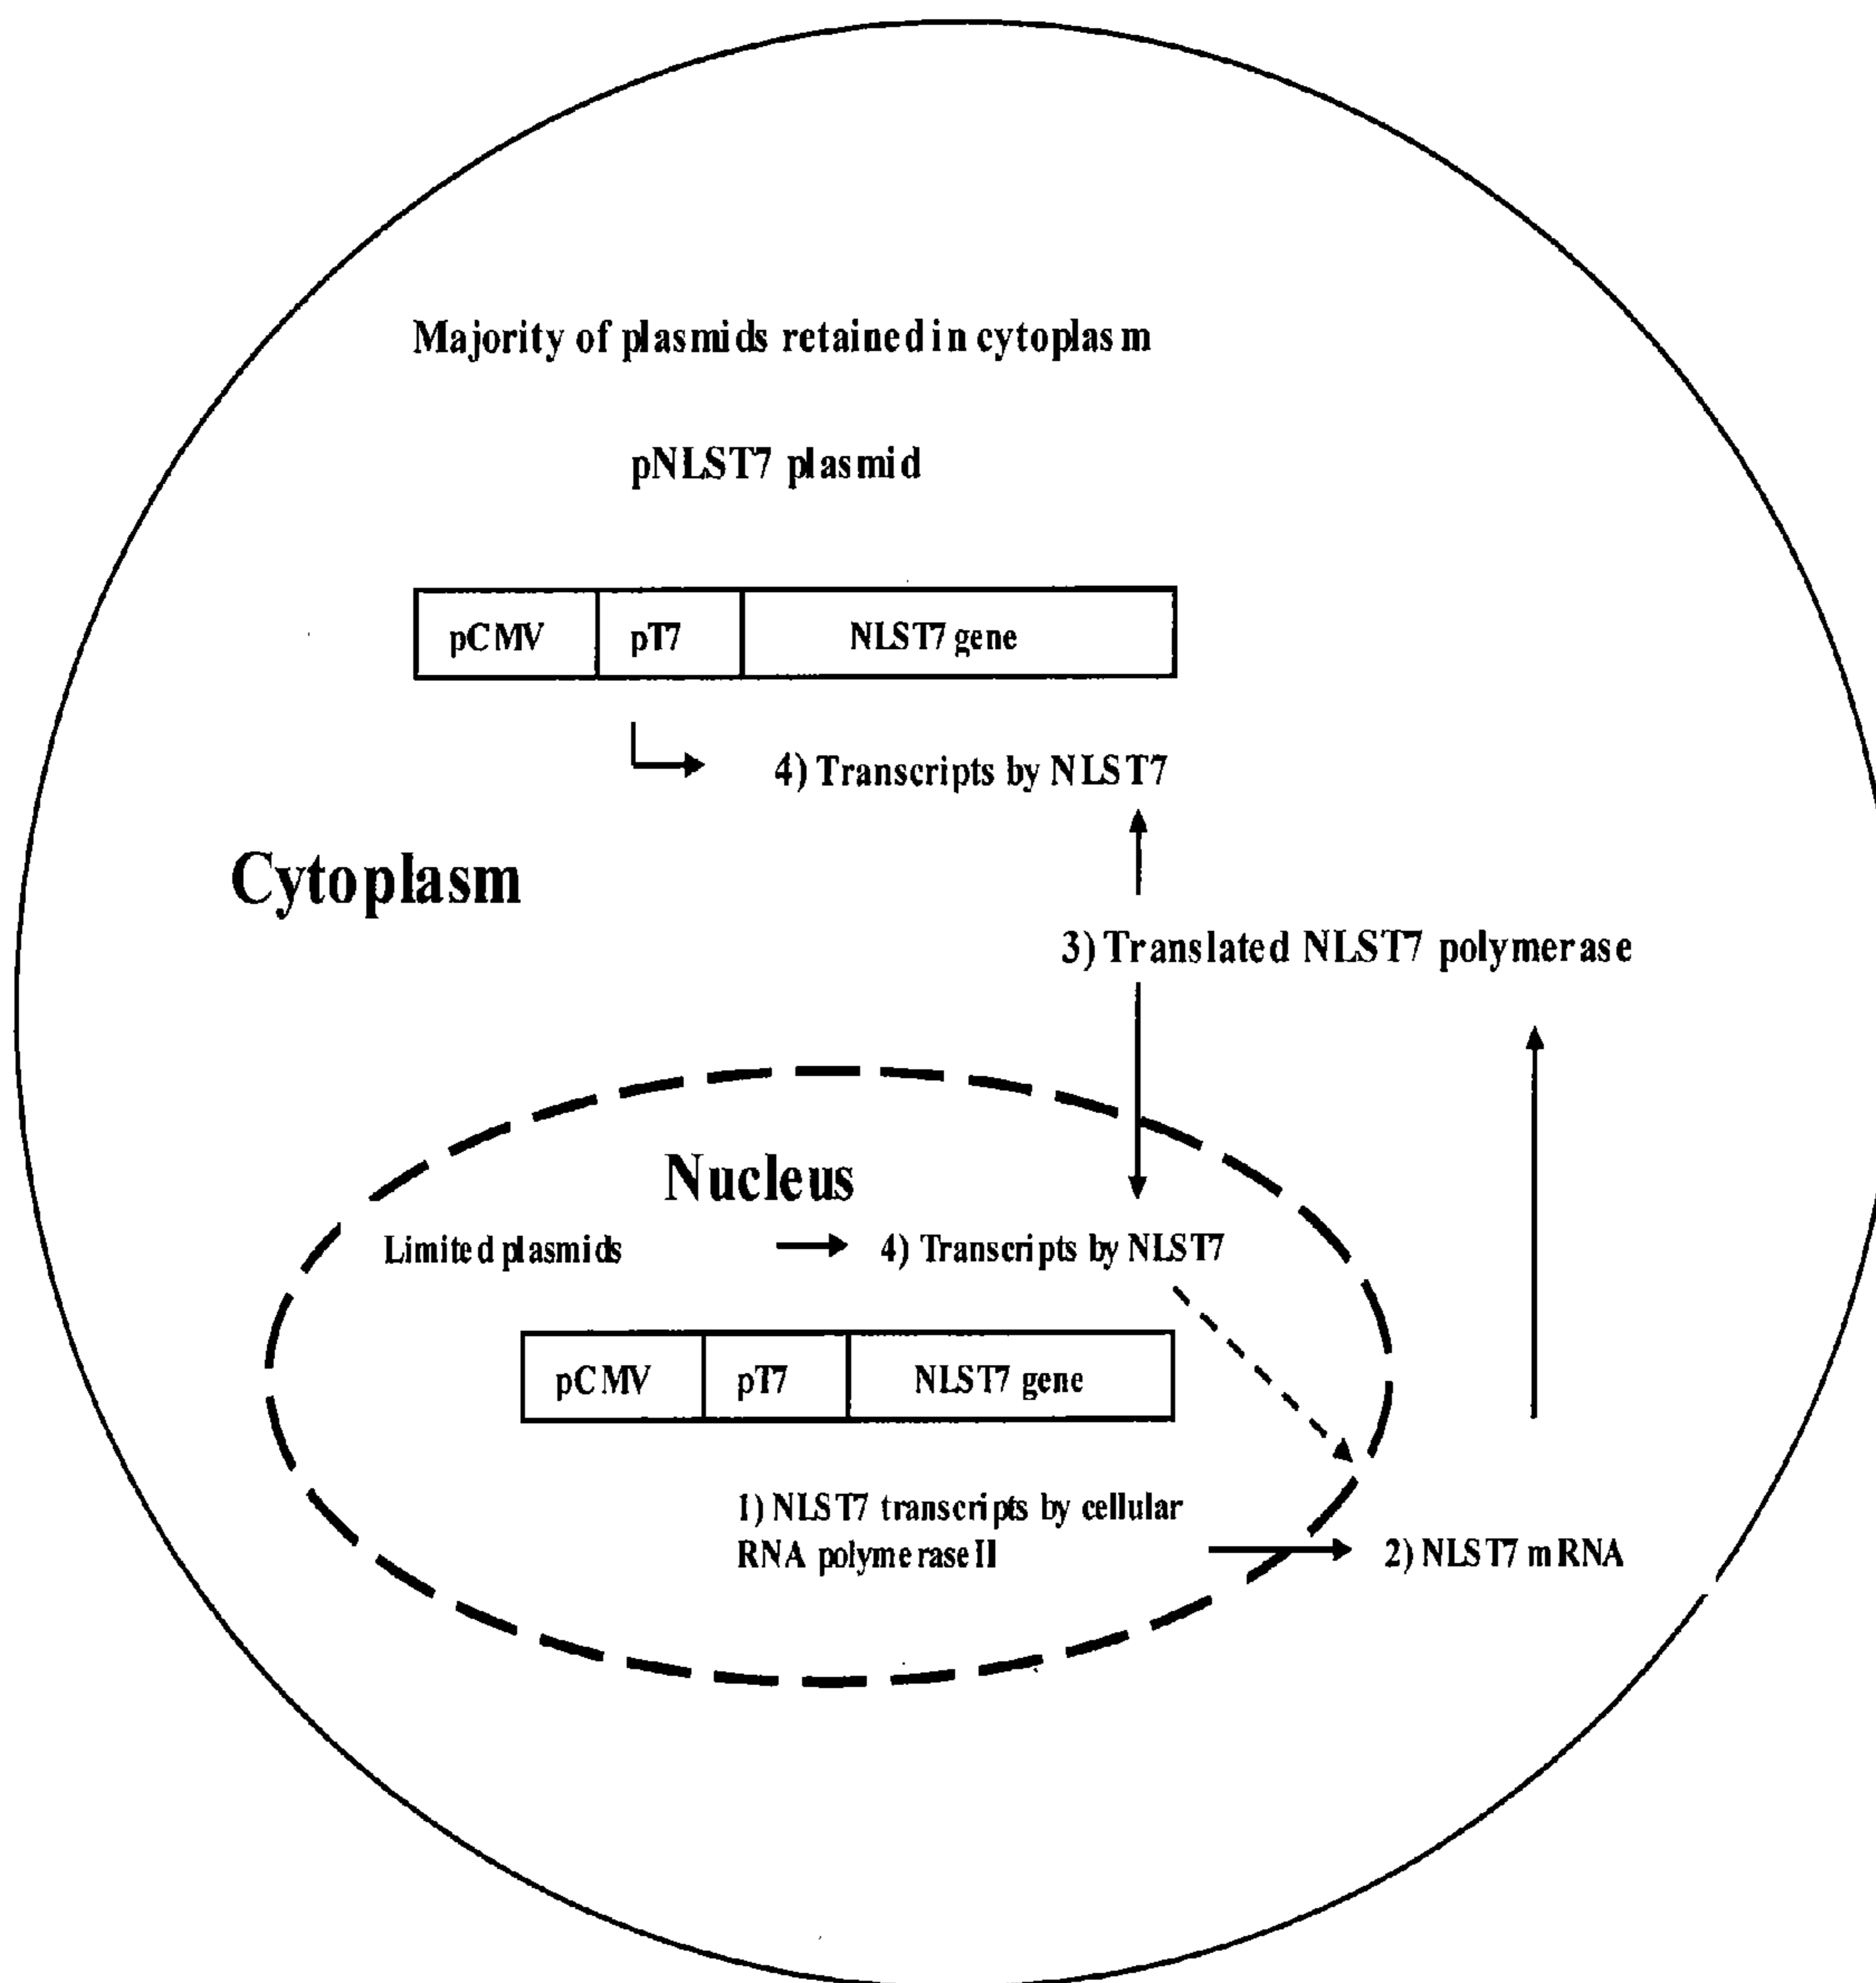 Majority of plasmids retained in cytoplasm
pNLST7 plasmid
pCMV pT7 NLST7 gene
4) Transcripts by NLST7
Cytoplasm
3) Translated NLST7 polymerase
Nucleus
Limited plasmids 4) Transcripts by NLST7
pCMV pT7 NLST7 gene
1) NLST7 transcripts by cellular
RNA polymerase II
2) NLST7 mRNA